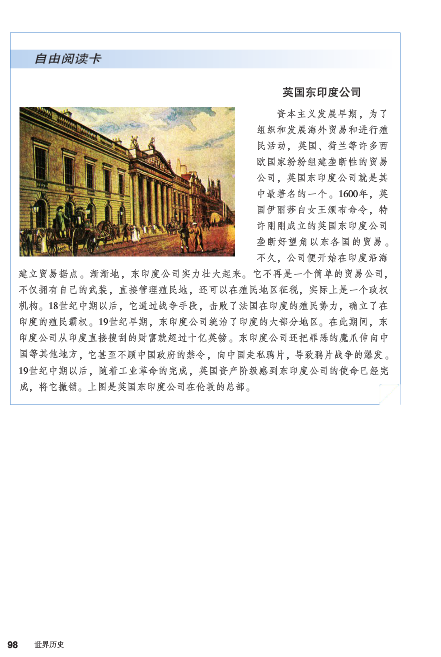 自由阅读卡
英国东印度公司
资本主义发展早期，为了
组织和发展海外贸易和进行殖
民活动，英国、荷兰等许多西
欧国家纷纷组建垄断性的贸易
公司，英国东印度公司就是其
中最著名的一个。1600年，英
国伊丽莎白女王颁布命令，特
许刚刚成立的英国东印度公司
垄断好望角以东各国的贸易。
不久，公司便开始在印度沿海
建立贸易据点。渐渐地，东印度公司实力壮大起来。它不再是一个简单的贸易公司，
不仅拥有自己的武装，直接管理殖民地，还可以在殖民地区征税，实际上是一个政权
机构。18世纪中期以后，它通过战争手段，击败了法国在印度的殖民势力，确立了在
印度的殖民霸权。19世纪早期，东印度公司统治了印度的大部分地区。在此期间，东
印度公司从印度直接搜刮的财富就超过十亿英镑。东印度公司还把罪恶的魔爪伸向中
国等其他地方，它甚至不顾中国政府的禁令，向中国走私鸦片，导致鸦片战争的爆发。
19世纪中期以后，随着工业革命的完成，英国资产阶级感到东印度公司的使命已经完
成，将它撤销。上图是英国东印度公司在伦敦的总部。
98 世界历史